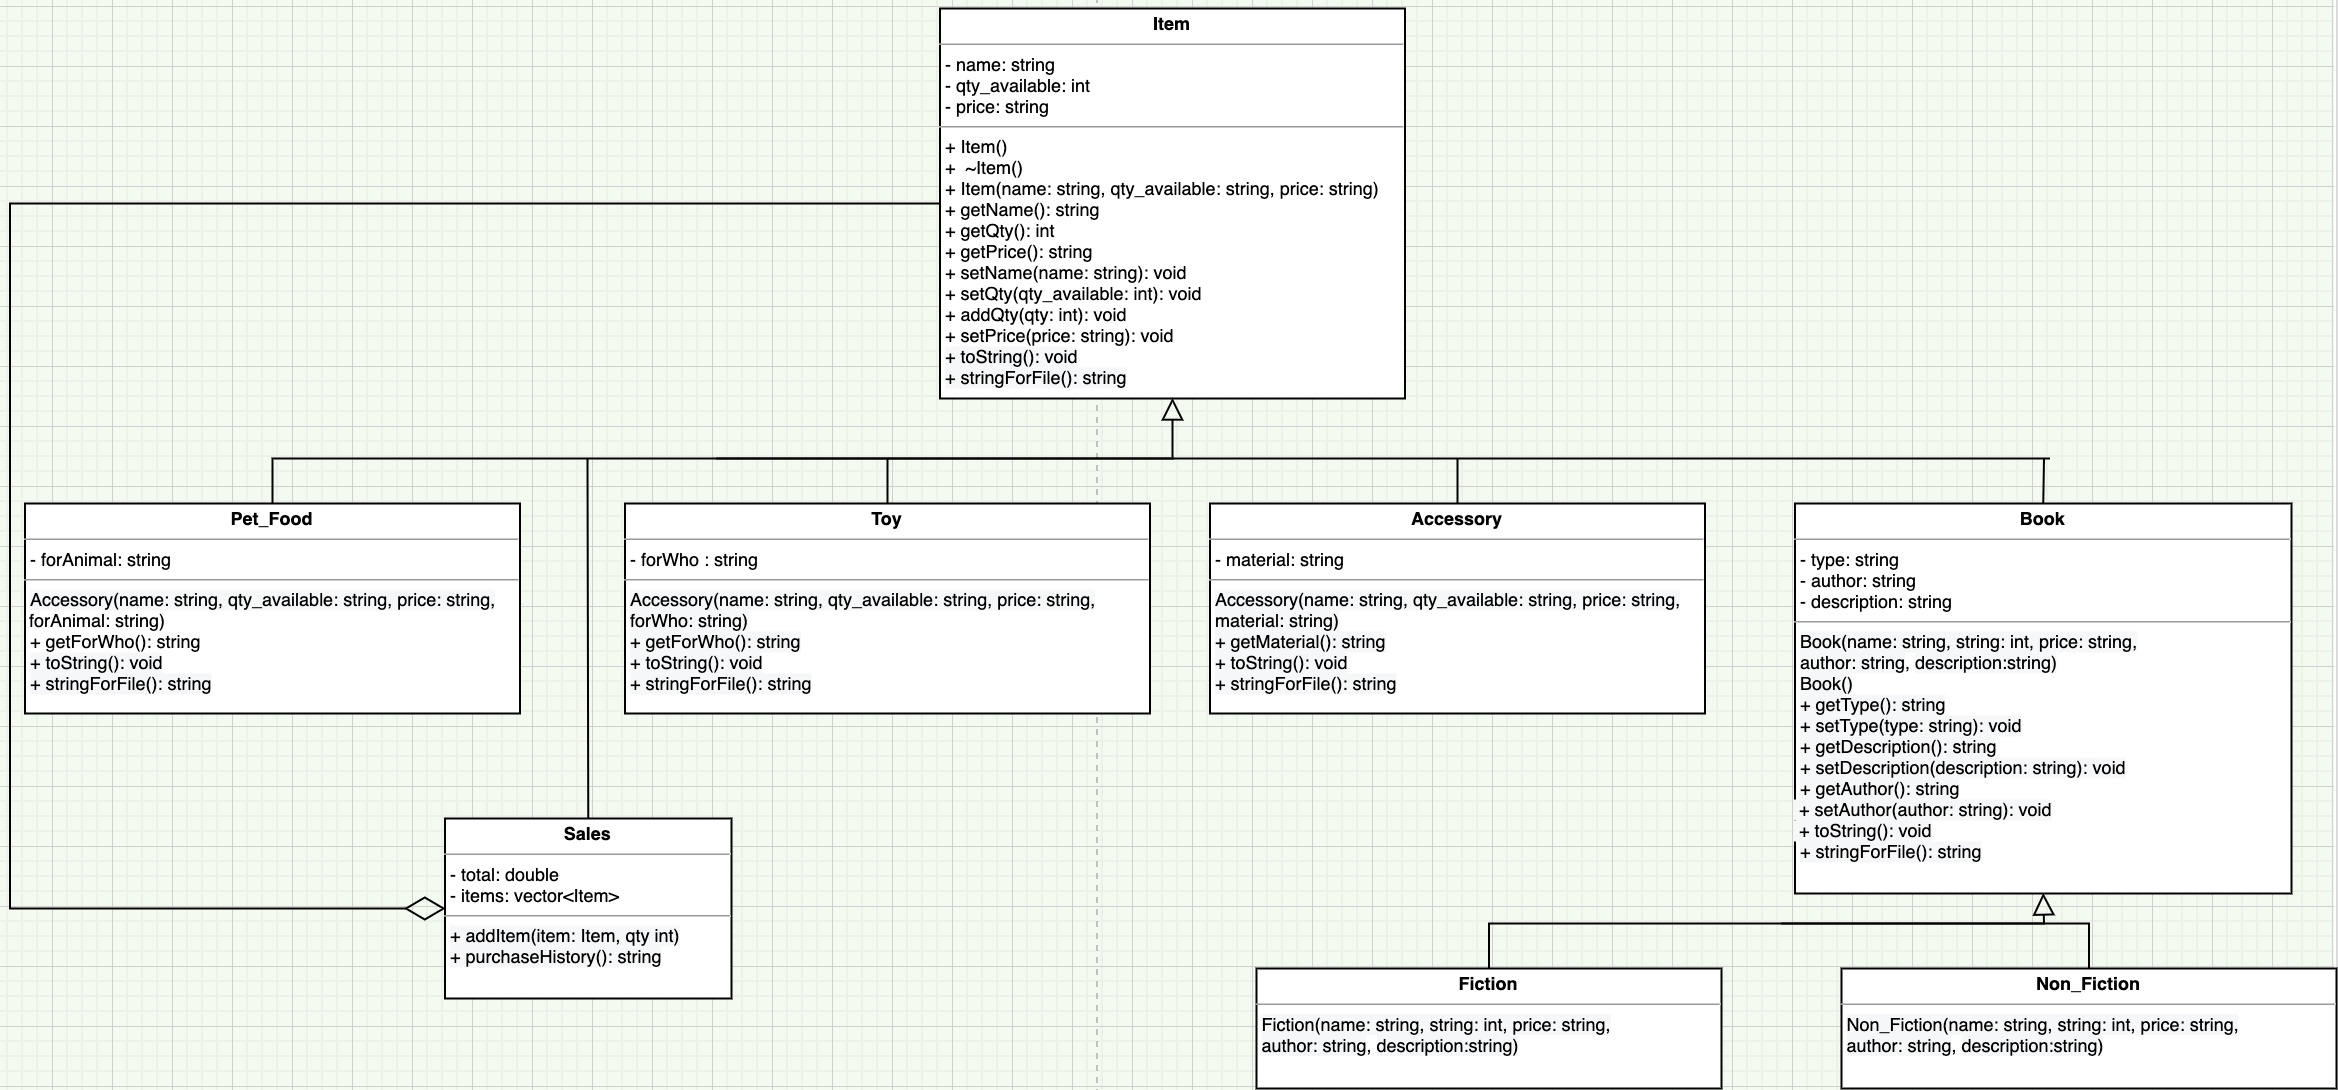 Item
- name: string
- qty_available: int
- price: string
+ Item()
+  ~Item()
+ Item(name: string, qty_available: string, price: string)
+ getName(): string
+ getQty(): int
+ getPrice(): string
+ setName(name: string): void
+ setQty(qty_available: int): void
+ addQty(qty: int): void
+ setPrice(price: string): void
+ toString(): void
+ stringForFile(): string
Pet_Food
- forAnimal: string
Accessory(name: string, qty_available: string, price: string,
forAnimal: string)
+ getForWho(): string
+ toString(): void
+ stringForFile(): string
Toy
- forWho : string
Accessory(name: string, qty_available: string, price: string,
forWho: string)
+ getForWho(): string
+ toString(): void
+ stringForFile(): string
Accessory
- material: string
Accessory(name: string, qty_available: string, price: string,
material: string)
+ getMaterial(): string
+ toString(): void
+ stringForFile(): string
Book
- type: string
- author: string
- description: string
Book(name: string, string: int, price: string,
author: string, description:string)
Book()
+ getType(): string
+ setType(type: string): void
+ getDescription(): string
+ setDescription(description: string): void
+ getAuthor(): string
+ setAuthor(author: string): void
+ toString(): void
+ stringForFile(): string
Sales
- total: double
- items: vector<Item>
+ addItem(item: Item, qty int)
+ purchaseHistory(): string
Fiction
Fiction(name: string, string: int, price: string,
author: string, description:string)
Non_Fiction
Non_Fiction(name: string, string: int, price: string,
author: string, description:string)